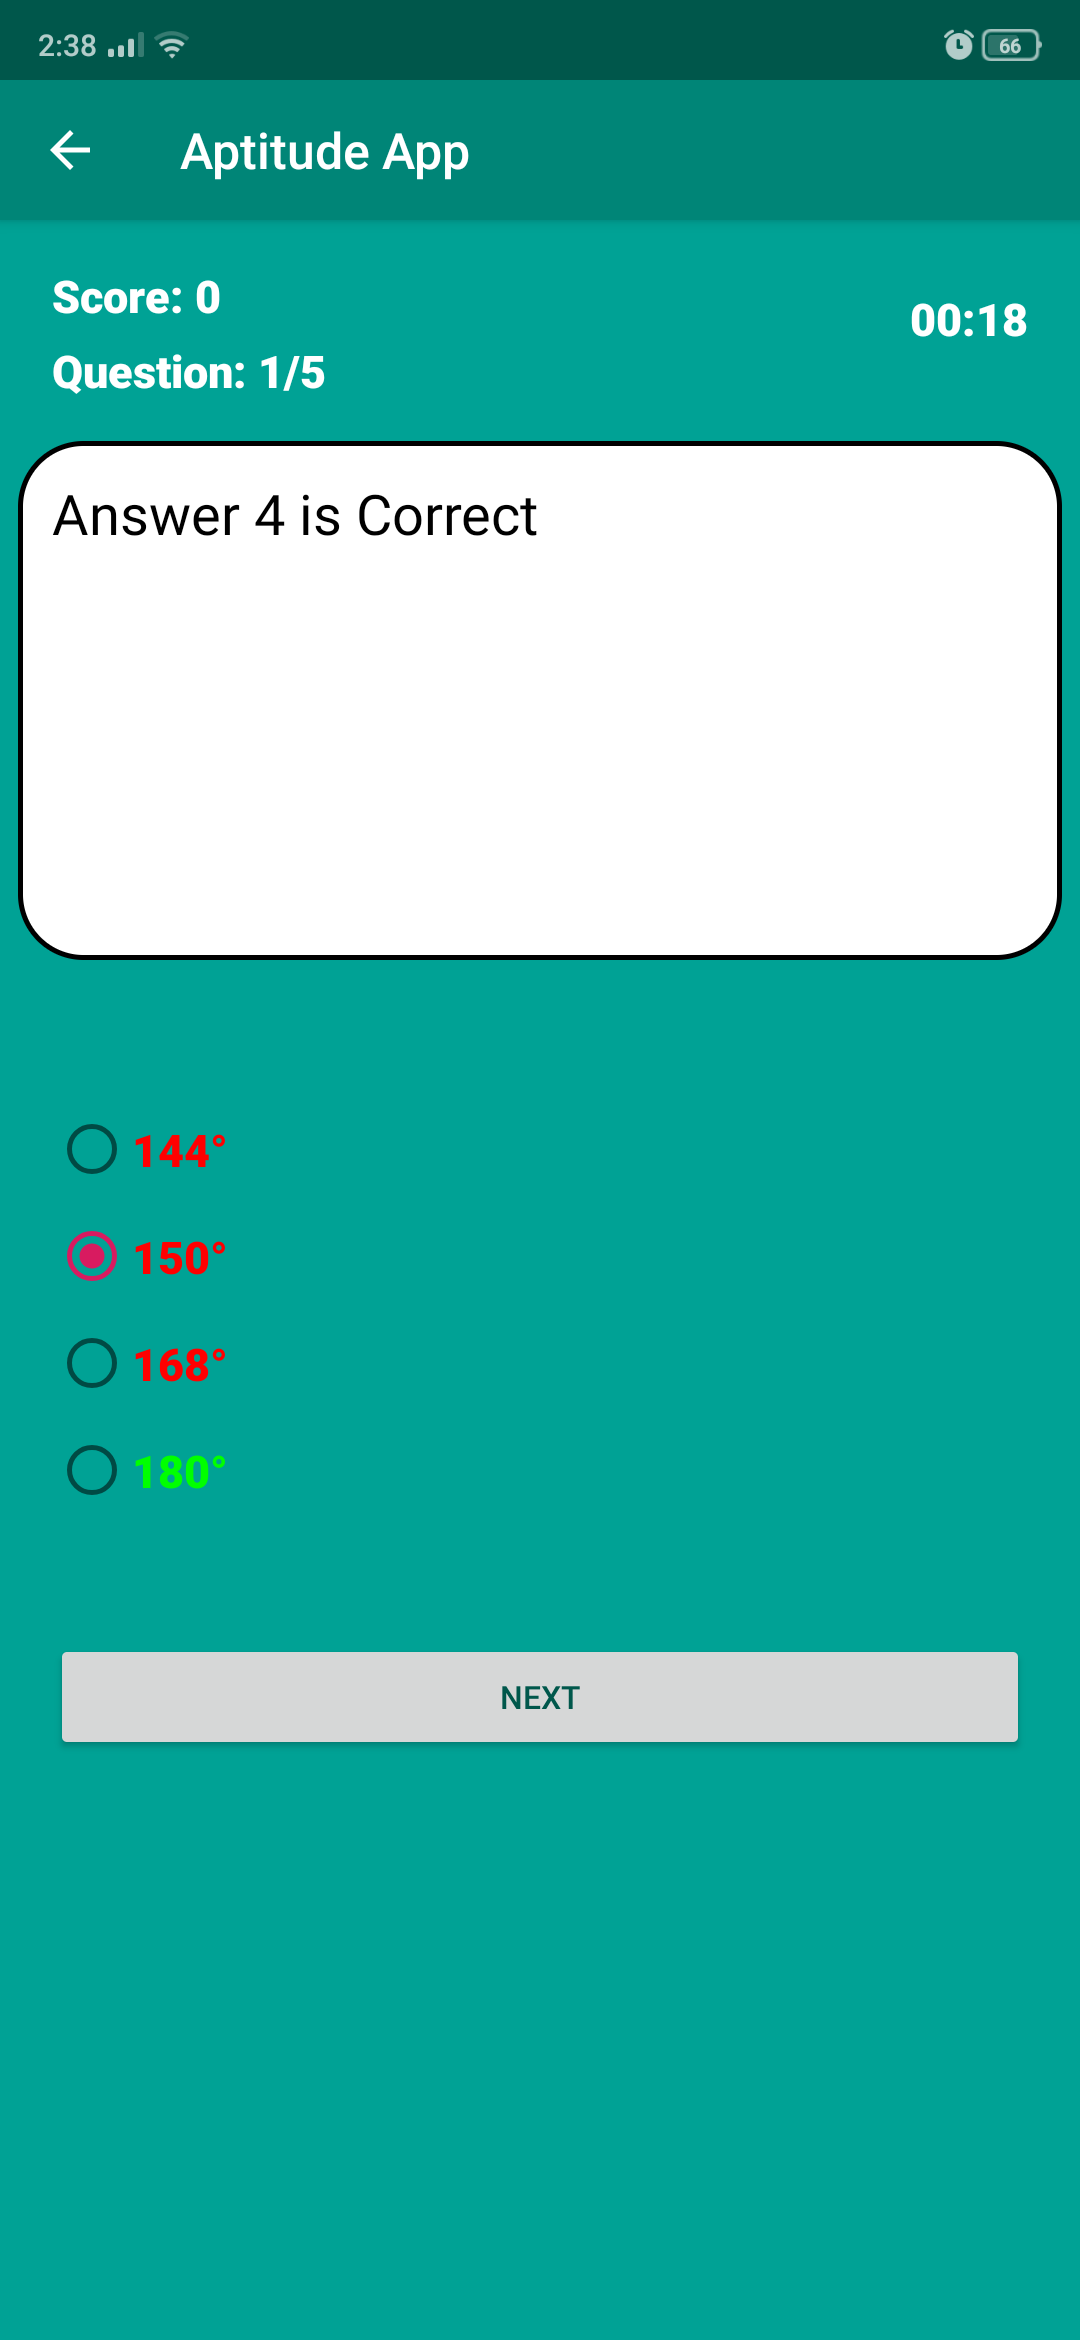 2:38
66
Aptitude App
Score: 0
00:18
Question: 1/5
Answer 4 is Correct
144°
150°
168°
180°
NEXT